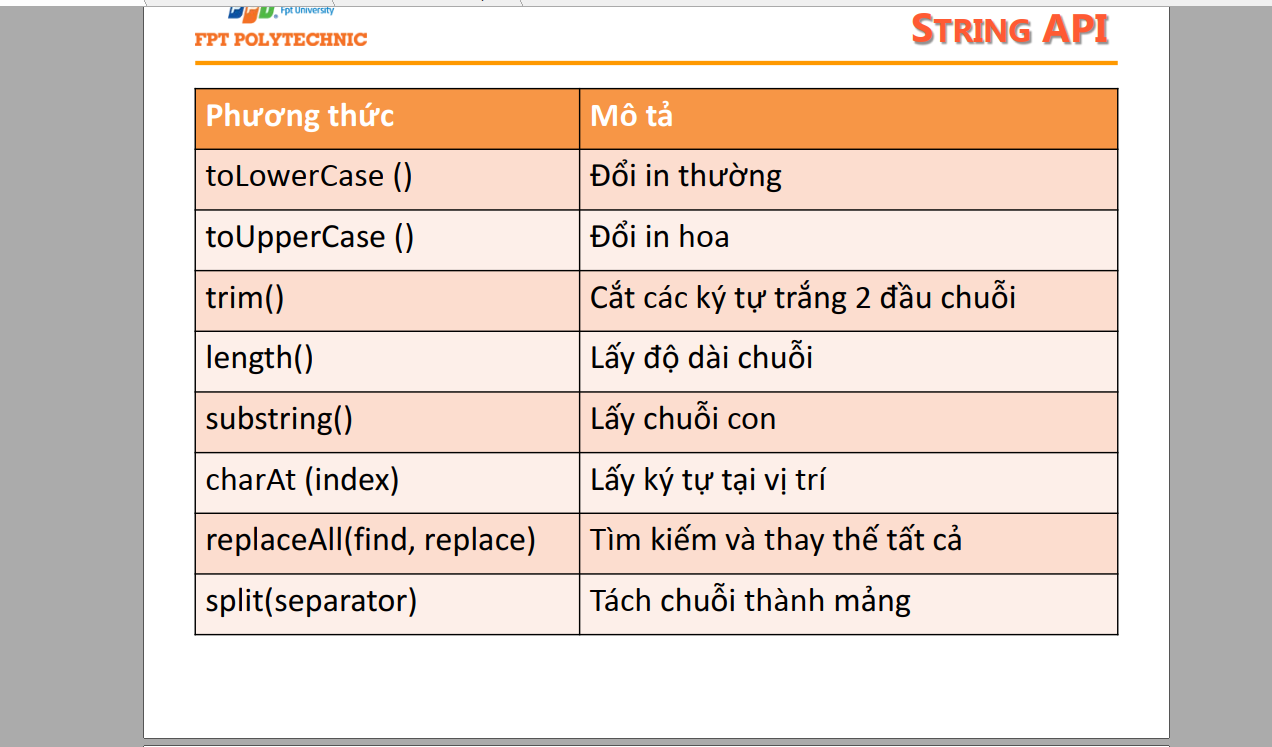 Fpt University
FPT POLYTECHNIC
STRING API
Phương thức
Mô tả
toLowerCase ()
Đổi in thường
toUpperCase ()
Đổi in hoa
trim()
Cắt các ký tự trắng 2 đầu chuỗi
length()
Lấy độ dài chuỗi
substring()
Lấy chuỗi con
charAt (index)
Lấy ký tự tại vị trí
replaceAll(find, replace)
Tìm kiếm và thay thế tất cả
split(separator)
Tách chuỗi thành mảng